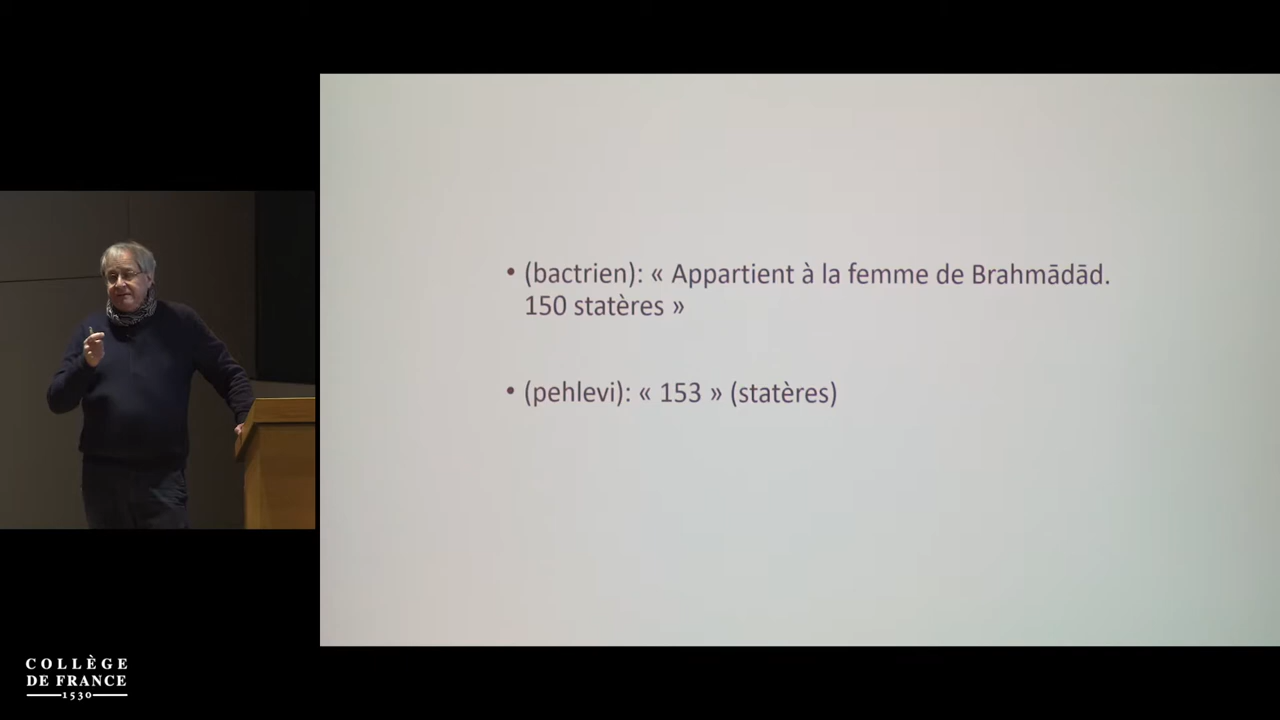 • (bactrien): « Appartient à la femme de Brahmādād.
150 statères »
• (pehlevi): « 153 » (statères)
COLLÈGE
DE FRANCE
1530